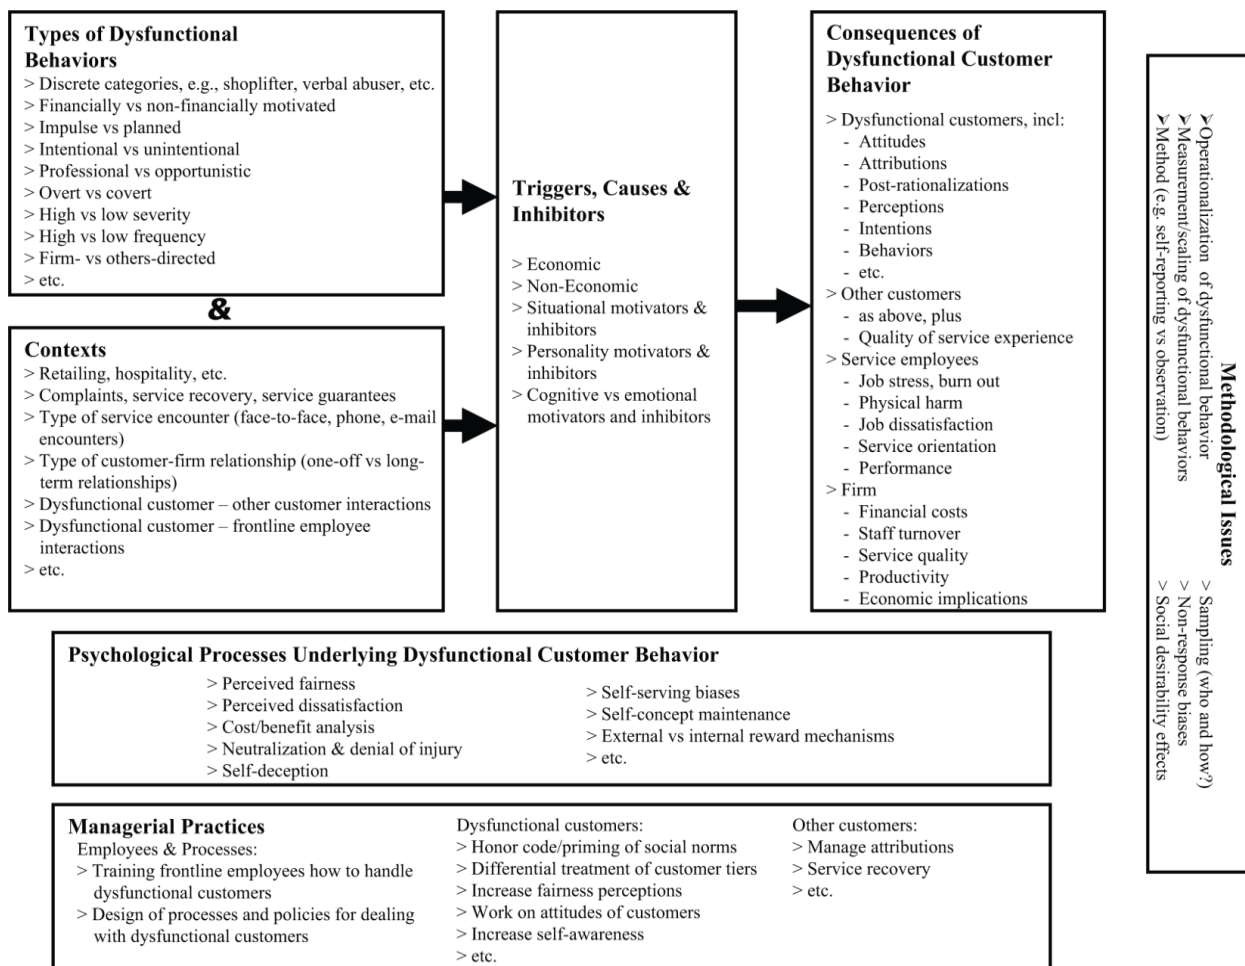 Types of Dysfunctional
Behaviors
> Discrete categories, e.g., shoplifter, verbal abuser, etc.
> Financially vs non-financially motivated
> Impulse vs planned
> Intentional vs unintentional
> Professional vs opportunistic
> Overt vs covert
> High vs low severity
> High vs low frequency
> Firm- vs others-directed
> etc.
&
Contexts
> Retailing, hospitality, etc.
> Complaints, service recovery, service guarantees
> Type of service encounter (face-to-face, phone, e-mail
encounters)
> Type of customer-firm relationship (one-off vs long-
term relationships)
> Dysfunctional customer – other customer interactions
> Dysfunctional customer – frontline employee
interactions
> etc.
Triggers, Causes &
Inhibitors
> Economic
> Non-Economic
> Situational motivators &
inhibitors
> Personality motivators &
inhibitors
> Cognitive vs emotional
motivators and inhibitors
Consequences of
Dysfunctional Customer
Behavior
> Dysfunctional customers, incl:
- Attitudes
- Attributions
- Post-rationalizations
- Perceptions
- Intentions
- Behaviors
- etc.
> Other customers
- as above, plus
- Quality of service experience
> Service employees
- Job stress, burn out
- Physical harm
- Job dissatisfaction
- Service orientation
- Performance
> Firm
- Financial costs
- Staff turnover
- Service quality
- Productivity
- Economic implications
Methodological Issues
➢Operationalization of dysfunctional behavior
➢Measurement/scaling of dysfunctional behaviors
➢Method (e.g. self-reporting vs observation)
> Sampling (who and how?)
> Non-response biases
> Social desirability effects
Psychological Processes Underlying Dysfunctional Customer Behavior
> Perceived fairness
> Perceived dissatisfaction
> Cost/benefit analysis
> Neutralization & denial of injury
> Self-deception
> Self-serving biases
> Self-concept maintenance
> External vs internal reward mechanisms
> etc.
Managerial Practices
Employees & Processes:
> Training frontline employees how to handle
dysfunctional customers
> Design of processes and policies for dealing
with dysfunctional customers
Dysfunctional customers:
> Honor code/priming of social norms
> Differential treatment of customer tiers
> Increase fairness perceptions
> Work on attitudes of customers
> Increase self-awareness
> etc.
Other customers:
> Manage attributions
> Service recovery
> etc.